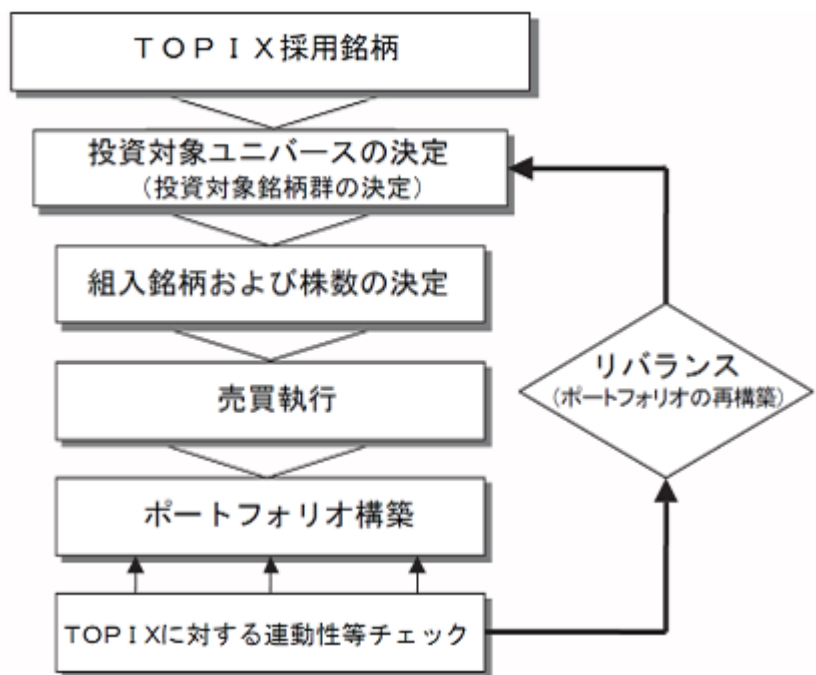 ＴＯＰＩＸ採用銘柄
投資対象ユニバースの決定
（投資対象銘柄群の決定）
組入銘柄および株数の決定
売買執行
ポートフォリオ構築
ＴＯＰＩＸに対する連動性等チェック
リバランス
（ポートフォリオの再構築）